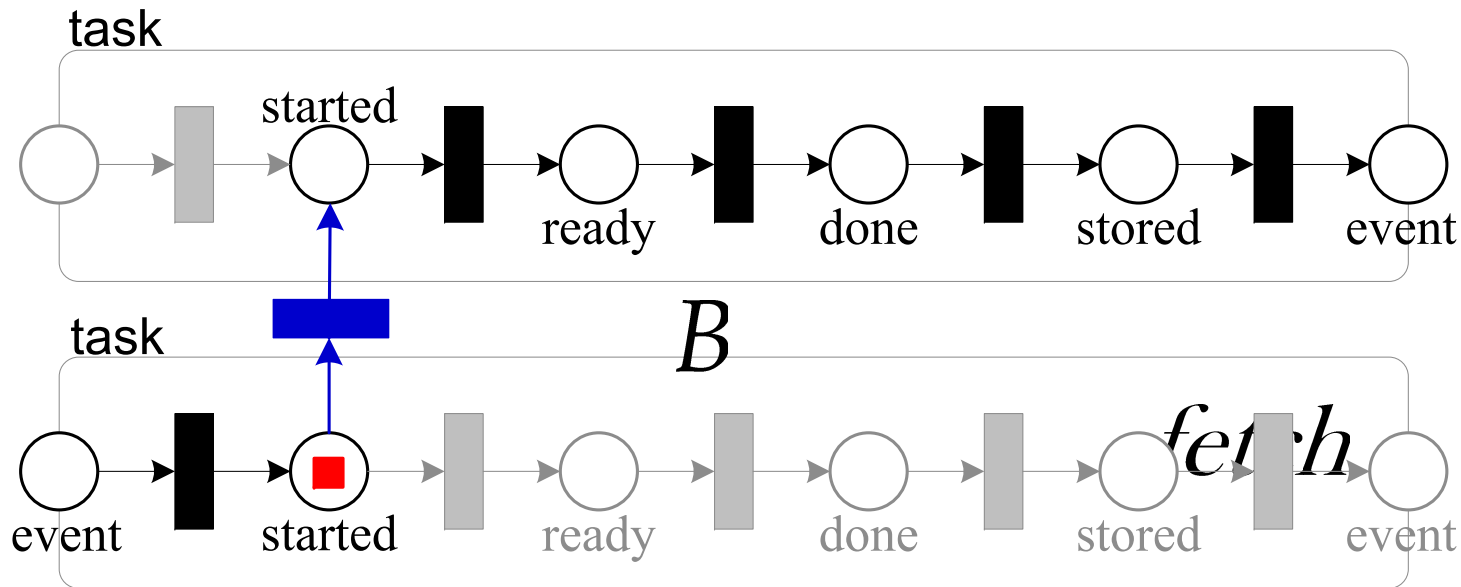 task
started
ready done stored event
B
task
fetch
event started ready done stored event